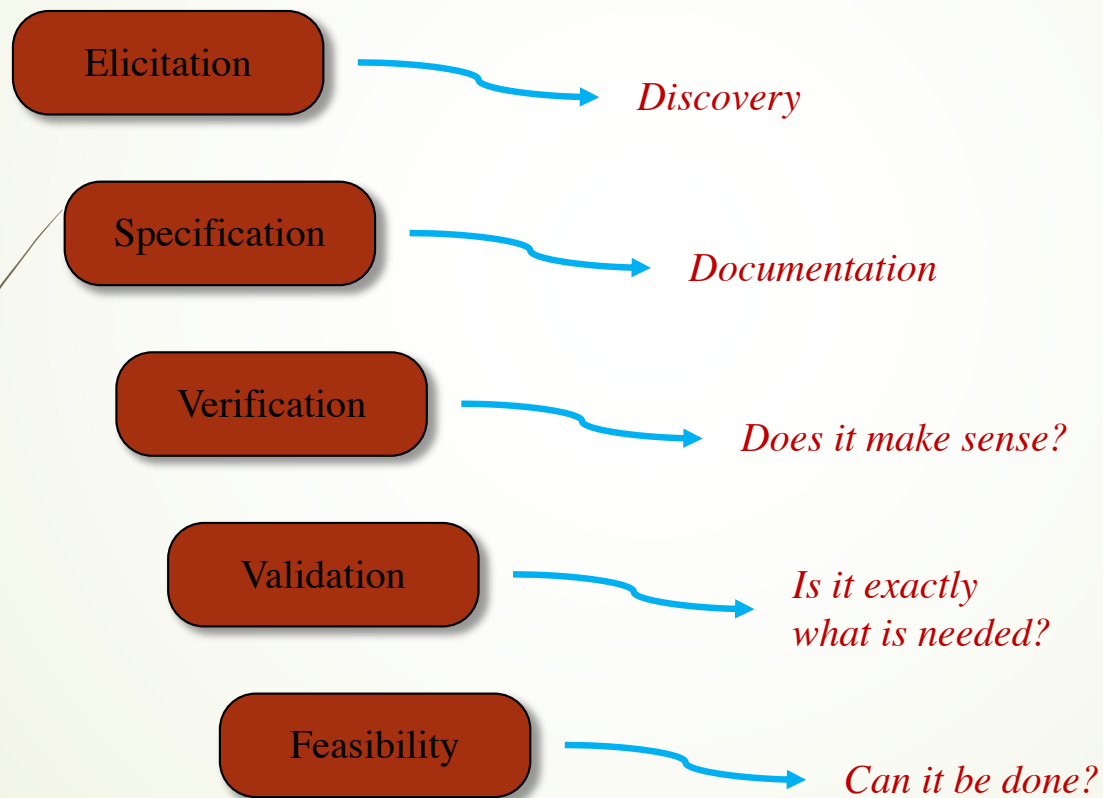 Elicitation
Discovery
Specification
Documentation
Verification
Does it make sense?
Validation
Is it exactly
what is needed?
Feasibility
Can it be done?